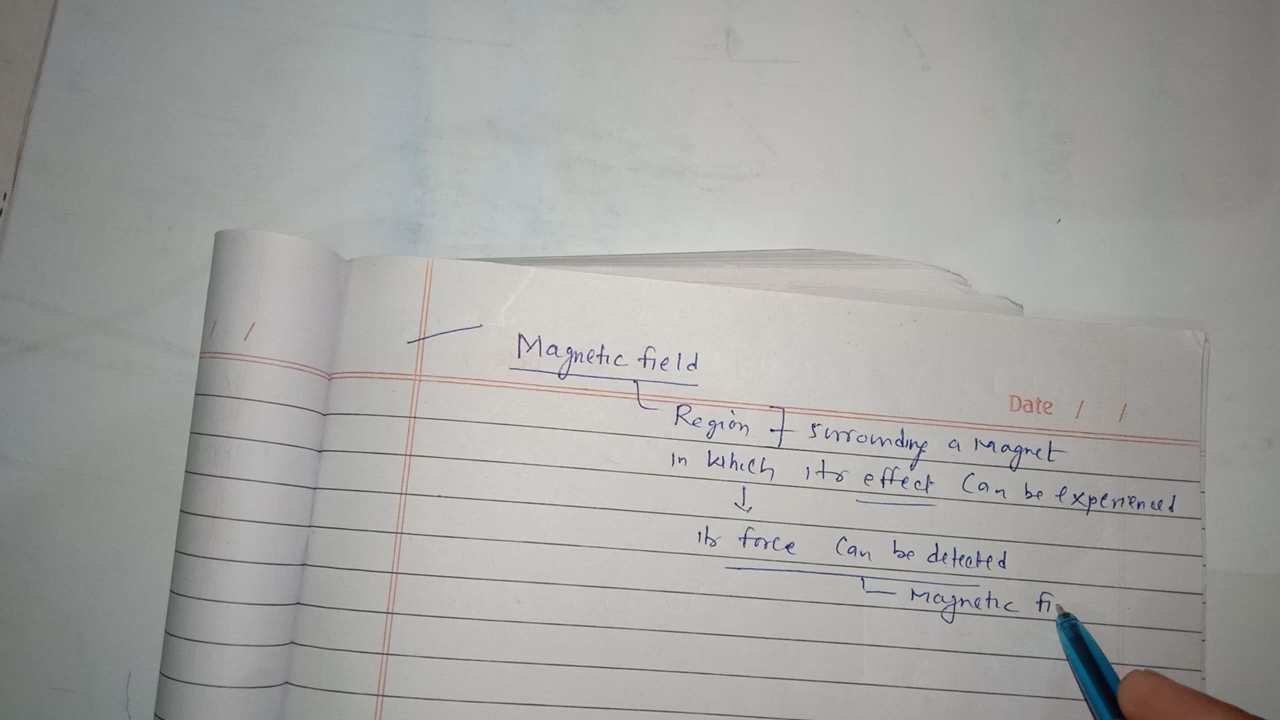 Magnetic field
Date / /
Region surrounding a Magnet
in which its effect can be experienced
its force can be detected
Magnetic fi